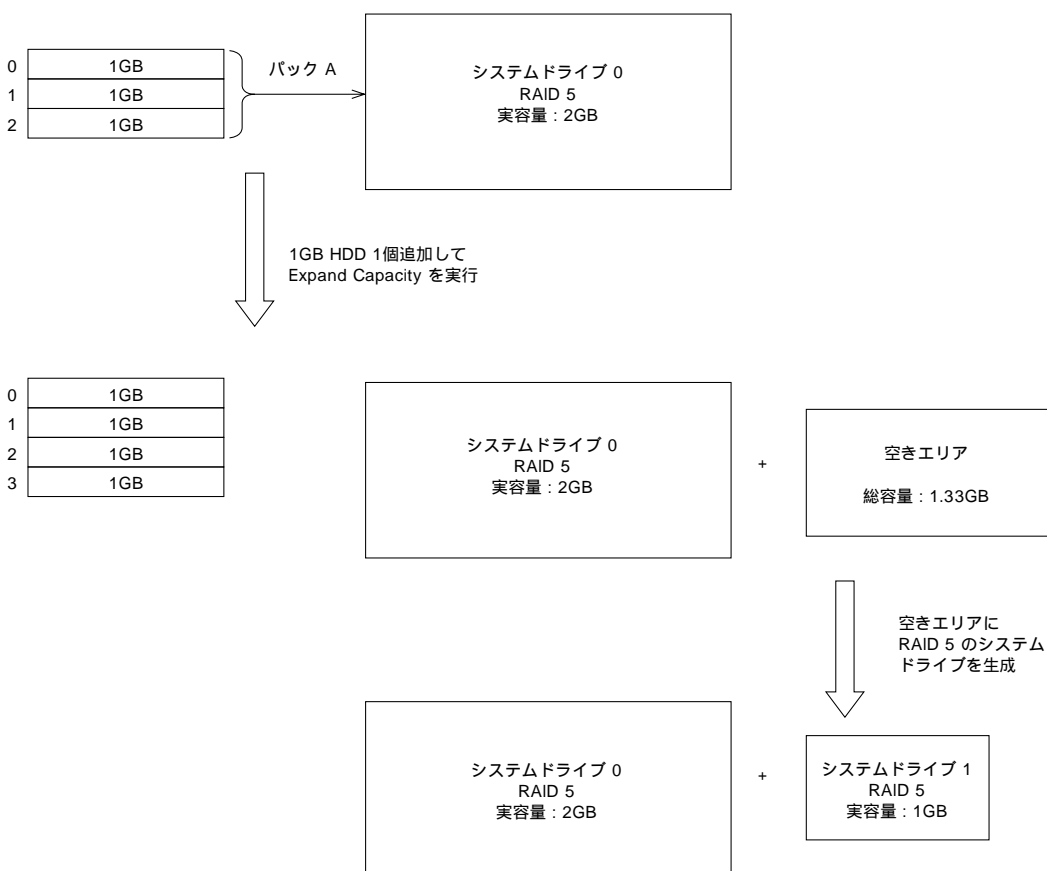 0 1GB
1 1GB
2 1GB
パック A
システムドライブ 0
RAID 5
実容量 : 2GB
1GB HDD 1個追加して
Expand Capacity を実行
0 1GB
1 1GB
2 1GB
3 1GB
システムドライブ 0
RAID 5
実容量 : 2GB
+
空きエリア
総容量 : 1.33GB
空きエリアに
RAID 5 のシステム
ドライブを生成
システムドライブ 0
RAID 5
実容量 : 2GB
+
システムドライブ 1
RAID 5
実容量 : 1GB